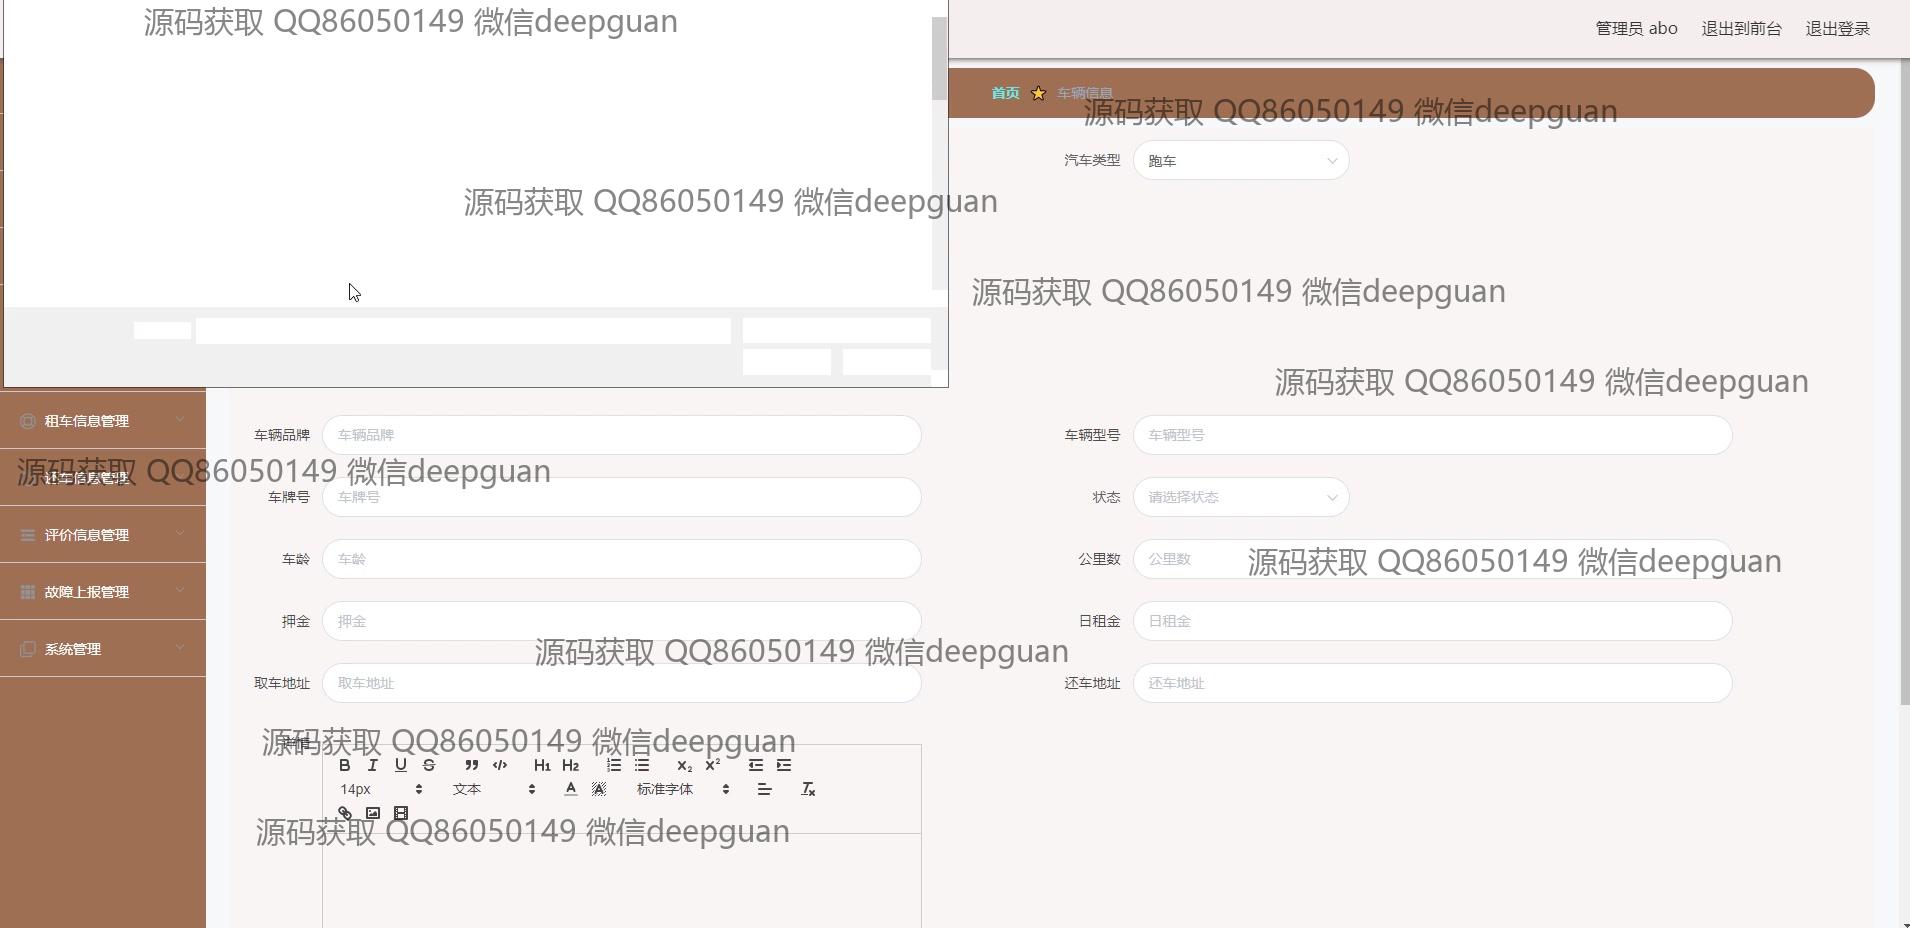 源码获取 QQ86050149 微信deepguan
管理员 abo 退出到前台 退出登录
首页 车辆信息
源码获取 QQ86050149 微信deepguan
汽车类型 跑车
源码获取 QQ86050149 微信deepguan
源码获取 QQ86050149 微信deepguan
源码获取 QQ86050149 微信deepguan
租车信息管理
车辆品牌 车辆品牌 车辆型号 车辆型号
还车信息管理
源码获取 QQ86050149 微信deepguan
车牌号 车牌号 状态 请选择状态
评价信息管理
车龄 车龄 公里数 公里数
源码获取 QQ86050149 微信deepguan
故障上报管理
押金 押金 日租金 日租金
系统管理
源码获取 QQ86050149 微信deepguan
取车地址 取车地址 还车地址 还车地址
详情
源码获取 QQ86050149 微信deepguan
B I U S H1 H2 X2 X2
14px 文本 A A 标准字体 Tx
源码获取 QQ86050149 微信deepguan